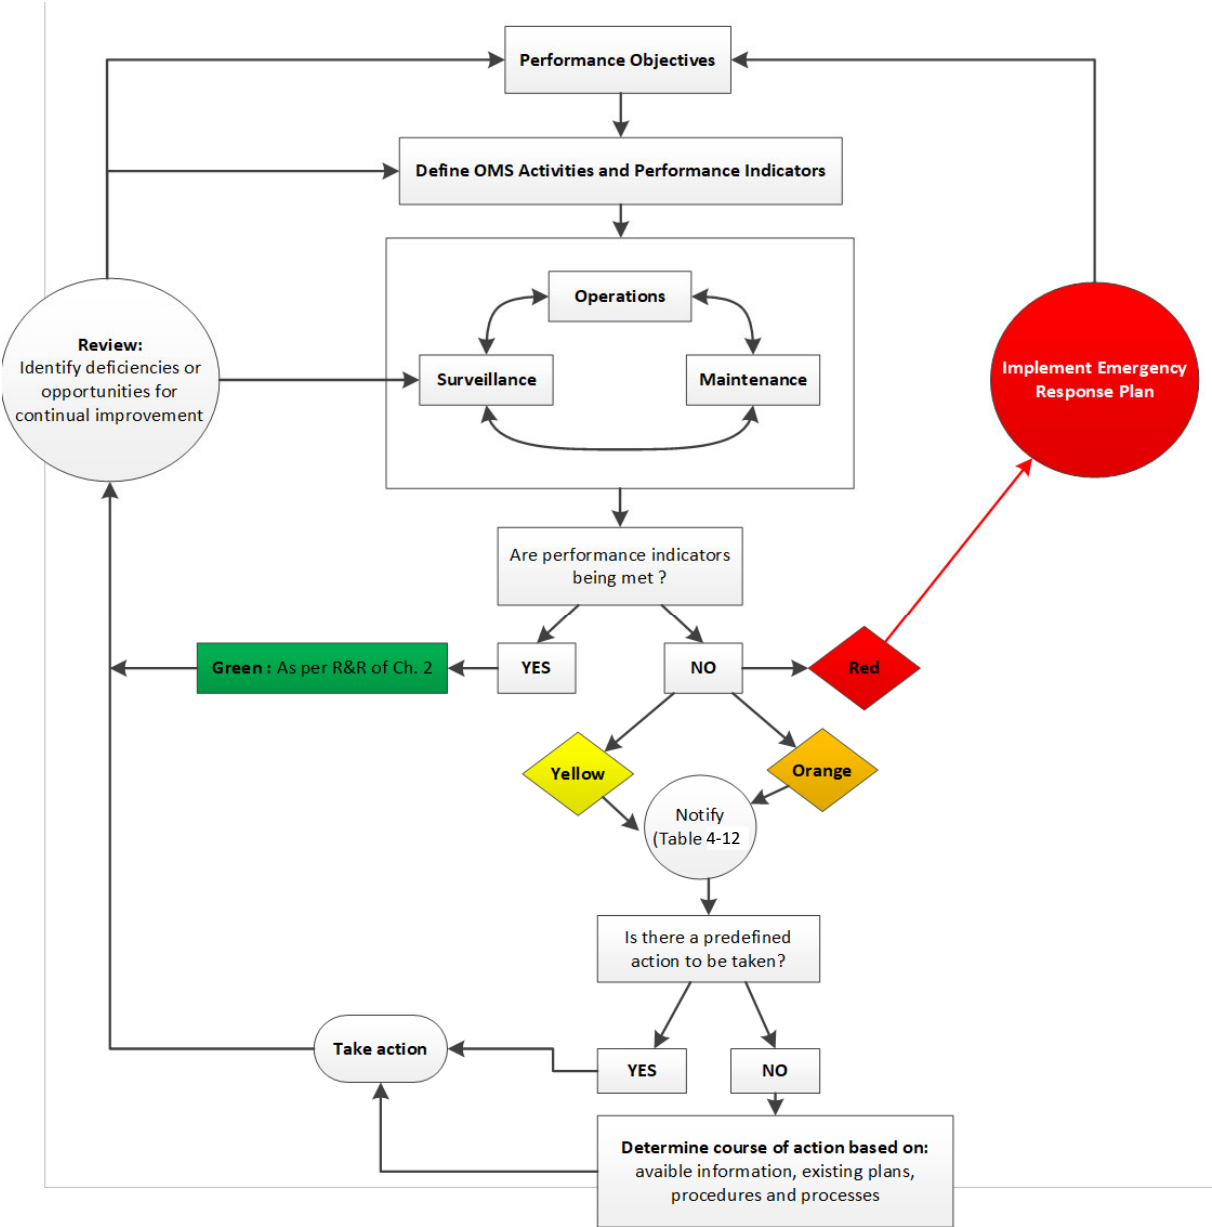 Performance Objectives
Define OMS Activities and Performance Indicators
Operations
Surveillance
Maintenance
Review:
Identify deficiencies or
opportunities for
continual improvement
Implement Emergency
Response Plan
Are performance indicators
being met ?
Green : As per R&R of Ch. 2
YES
NO
Red
Yellow
Orange
Notify
(Table 4-12
Is there a predefined
action to be taken?
Take action
YES
NO
Determine course of action based on:
avaible information, existing plans,
procedures and processes